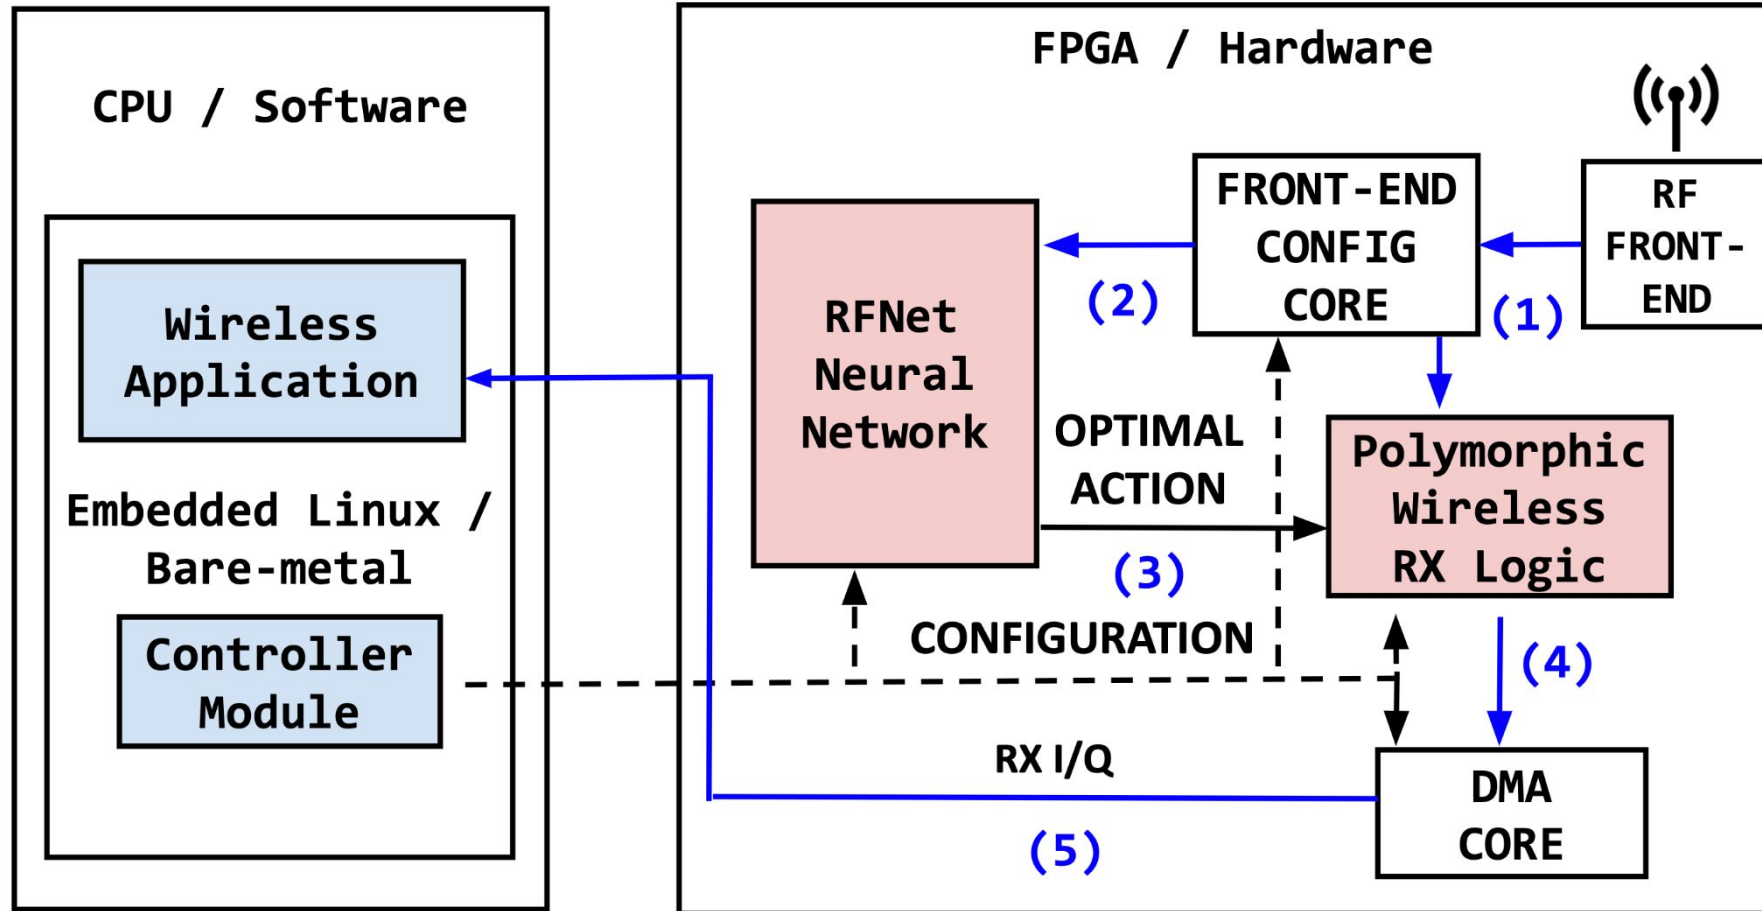 CPU / Software
Wireless
Application
Embedded Linux /
Bare-metal
Controller
Module
FPGA / Hardware
RFNet
Neural
Network
FRONT-END
CONFIG
CORE
RF
FRONT-
END
(1)
(2)
OPTIMAL
ACTION
(3)
Polymorphic
Wireless
RX Logic
CONFIGURATION
(4)
RX I/Q
(5)
DMA
CORE